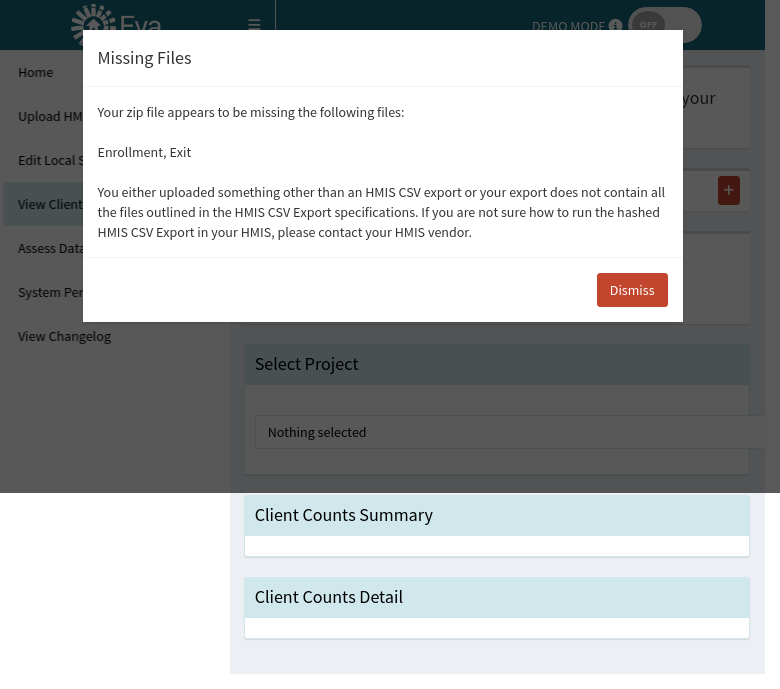 Eva
DEMO MODE
OFF
Missing Files
Your zip file appears to be missing the following files:
Enrollment, Exit
You either uploaded something other than an HMIS CSV export or your export does not contain all
the files outlined in the HMIS CSV Export specifications. If you are not sure how to run the hashed
HMIS CSV Export in your HMIS, please contact your HMIS vendor.
Dismiss
your
+
Home
Upload HM
Edit Local S
View Client
Assess Data
System Per
View Changelog
Select Project
Nothing selected
Client Counts Summary
Client Counts Detail